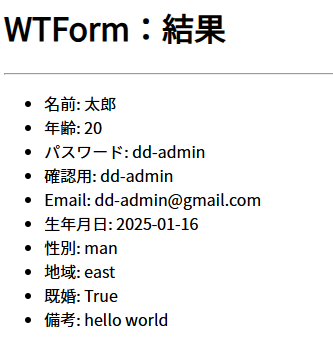 WTForm：結果
名前: 太郎
年齢: 20
パスワード: dd-admin
確認用: dd-admin
Email: dd-admin@gmail.com
生年月日: 2025-01-16
性別: man
地域: east
既婚: True
備考: hello world